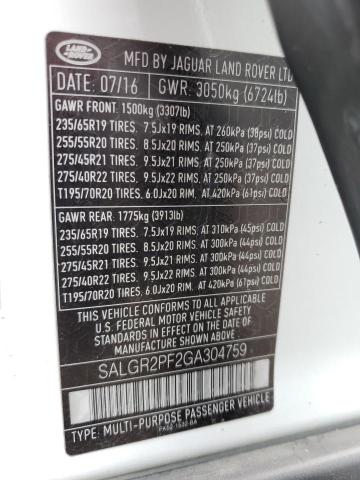 LAND ROVER
MFD BY JAGUAR LAND ROVER LTD
DATE: 07/16 GWR: 3050kg (6724lb)
GAWR FRONT: 1500kg (3307lb)
235/65R19 TIRES. 7.5Jx19 RIMS. AT 260kPa (38psi) COLD
255/55R20 TIRES. 8.5Jx20 RIMS. AT 250kPa (37psi) COLD
275/45R21 TIRES. 9.5Jx21 RIMS. AT 250kPa (37psi) COLD
275/40R22 TIRES. 9.5Jx22 RIMS. AT 250kPa (37psi) COLD
T195/70R20 TIRES. 6.0Jx20 RIM. AT 420kPa (61psi) COLD
GAWR REAR: 1775kg (3913lb)
235/65R19 TIRES. 7.5Jx19 RIMS. AT 310kPa (45psi) COLD
255/55R20 TIRES. 8.5Jx20 RIMS. AT 300kPa (44psi) COLD
275/45R21 TIRES. 9.5Jx21 RIMS. AT 300kPa (44psi) COLD
275/40R22 TIRES. 9.5Jx22 RIMS. AT 300kPa (44psi) COLD
T195/70R20 TIRES. 6.0Jx20 RIM. AT 420kPa (61psi) COLD
THIS VEHICLE CONFORMS TO ALL APPLICABLE
U.S. FEDERAL MOTOR VEHICLE SAFETY STANDARDS
IN EFFECT ON THE DATE OF
MANUFACTURE SHOWN ABOVE
SALGR2PF2GA304759
TYPE: MULTI-PURPOSE PASSENGER VEHICLE